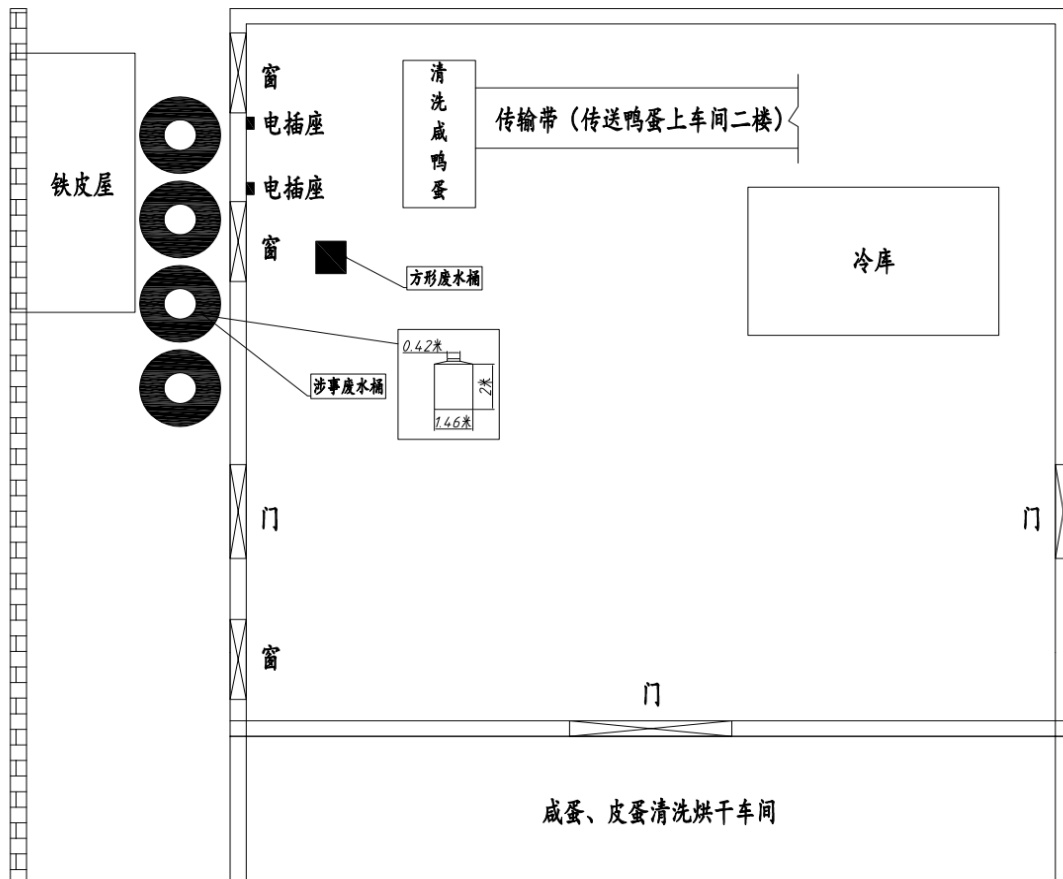 窗
清洗咸鸭蛋
传输带（传送鸭蛋上车间二楼）
电插座
铁皮屋
电插座
窗
方形废水桶
冷库
0.42米
2米
1.46米
涉事废水桶
门
门
窗
门
咸蛋、皮蛋清洗烘干车间